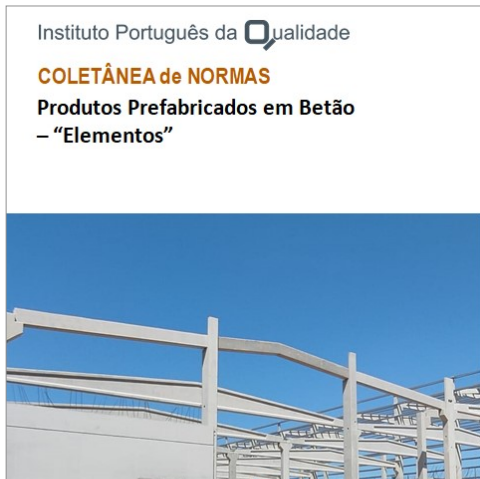 Instituto Português da Qualidade
COLETÂNEA de NORMAS
Produtos Prefabricados em Betão
– “Elementos”